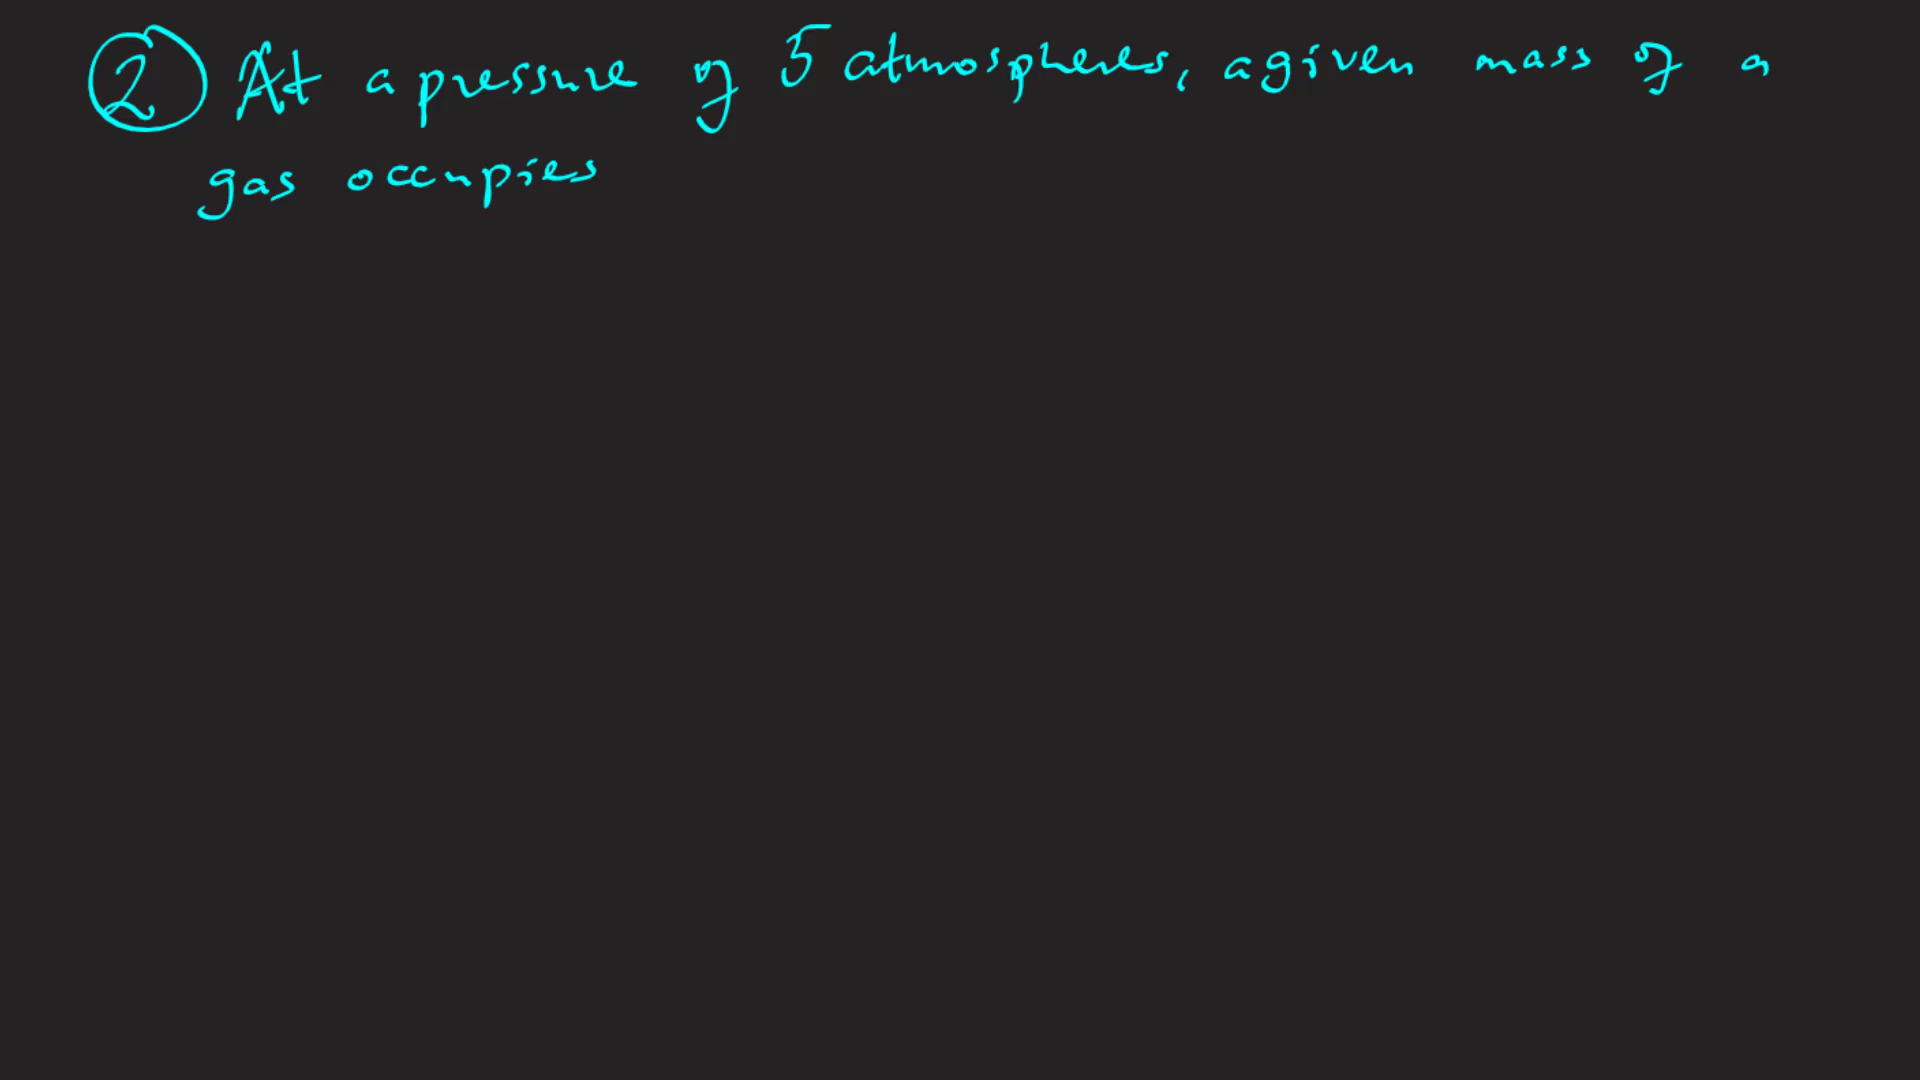 ② At a pressure of 5 atmospheres, a given mass of a
gas occupies